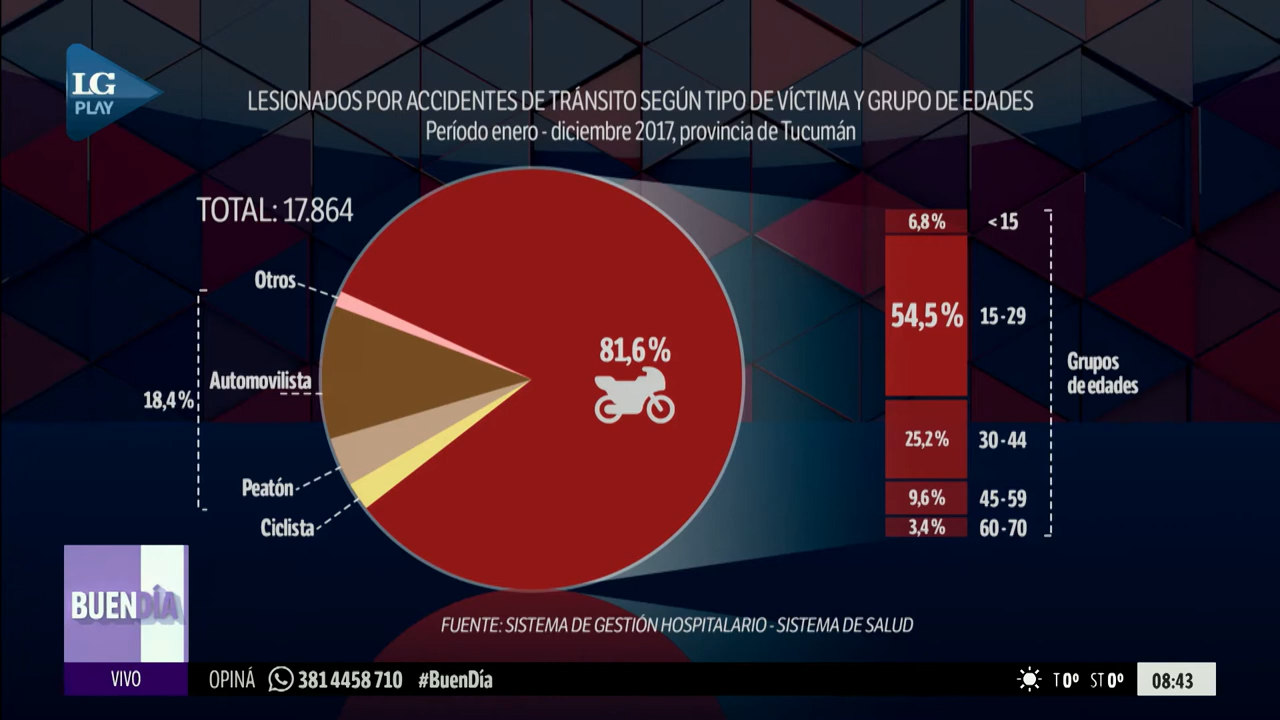 LG
PLAY
LESIONADOS POR ACCIDENTES DE TRÁNSITO SEGÚN TIPO DE VÍCTIMA Y GRUPO DE EDADES
Período enero - diciembre 2017, provincia de Tucumán
TOTAL: 17.864
Otros
Automovilista
18,4%
Peatón
Ciclista
81,6%
6,8% <15
54,5% 15-29
25,2% 30-44
9,6% 45-59
3,4% 60-70
Grupos
de edades
FUENTE: SISTEMA DE GESTIÓN HOSPITALARIO - SISTEMA DE SALUD
BUENDÍA
VIVO OPINÁ 381 4458 710 #BuenDía T 0º ST 0º 08:43